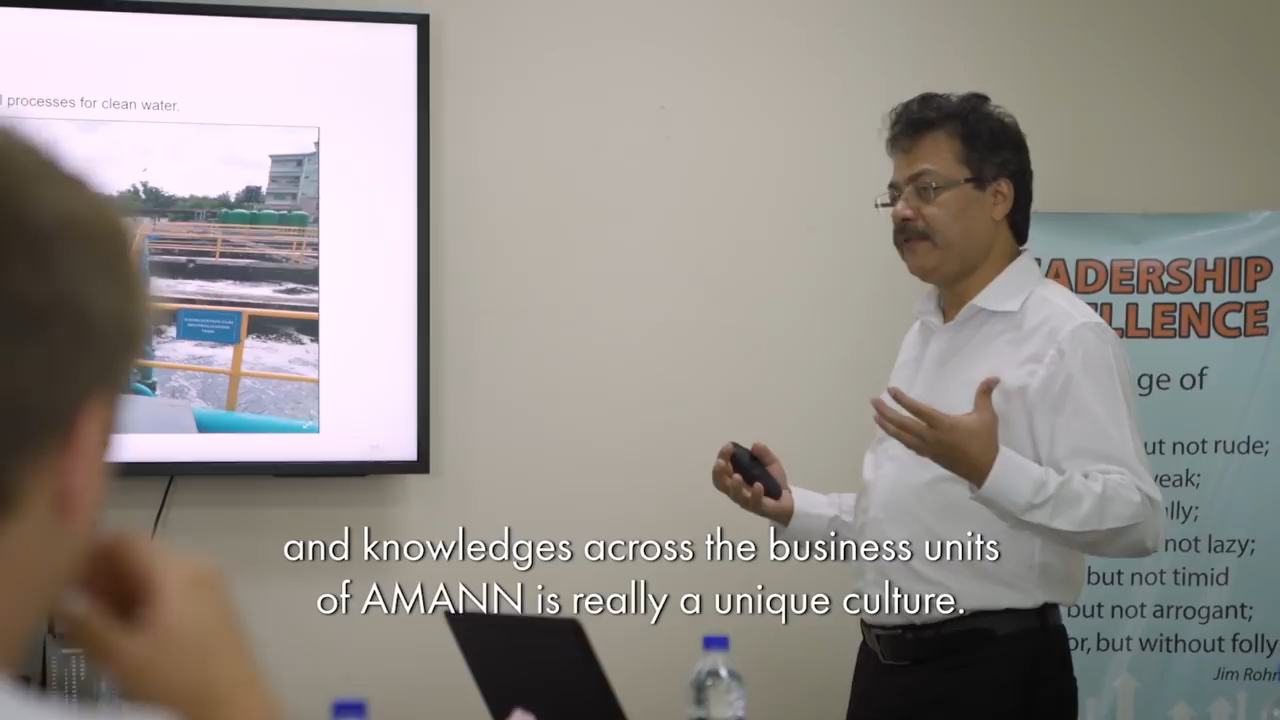 processes for clean water.
ADERSHIP
LLENCE
ge of
ut not rude;
eak;
lly;
not lazy;
but not timid
but not arrogant;
or, but without folly
Jim Rohn
and knowledges across the business units
of AMANN is really a unique culture.